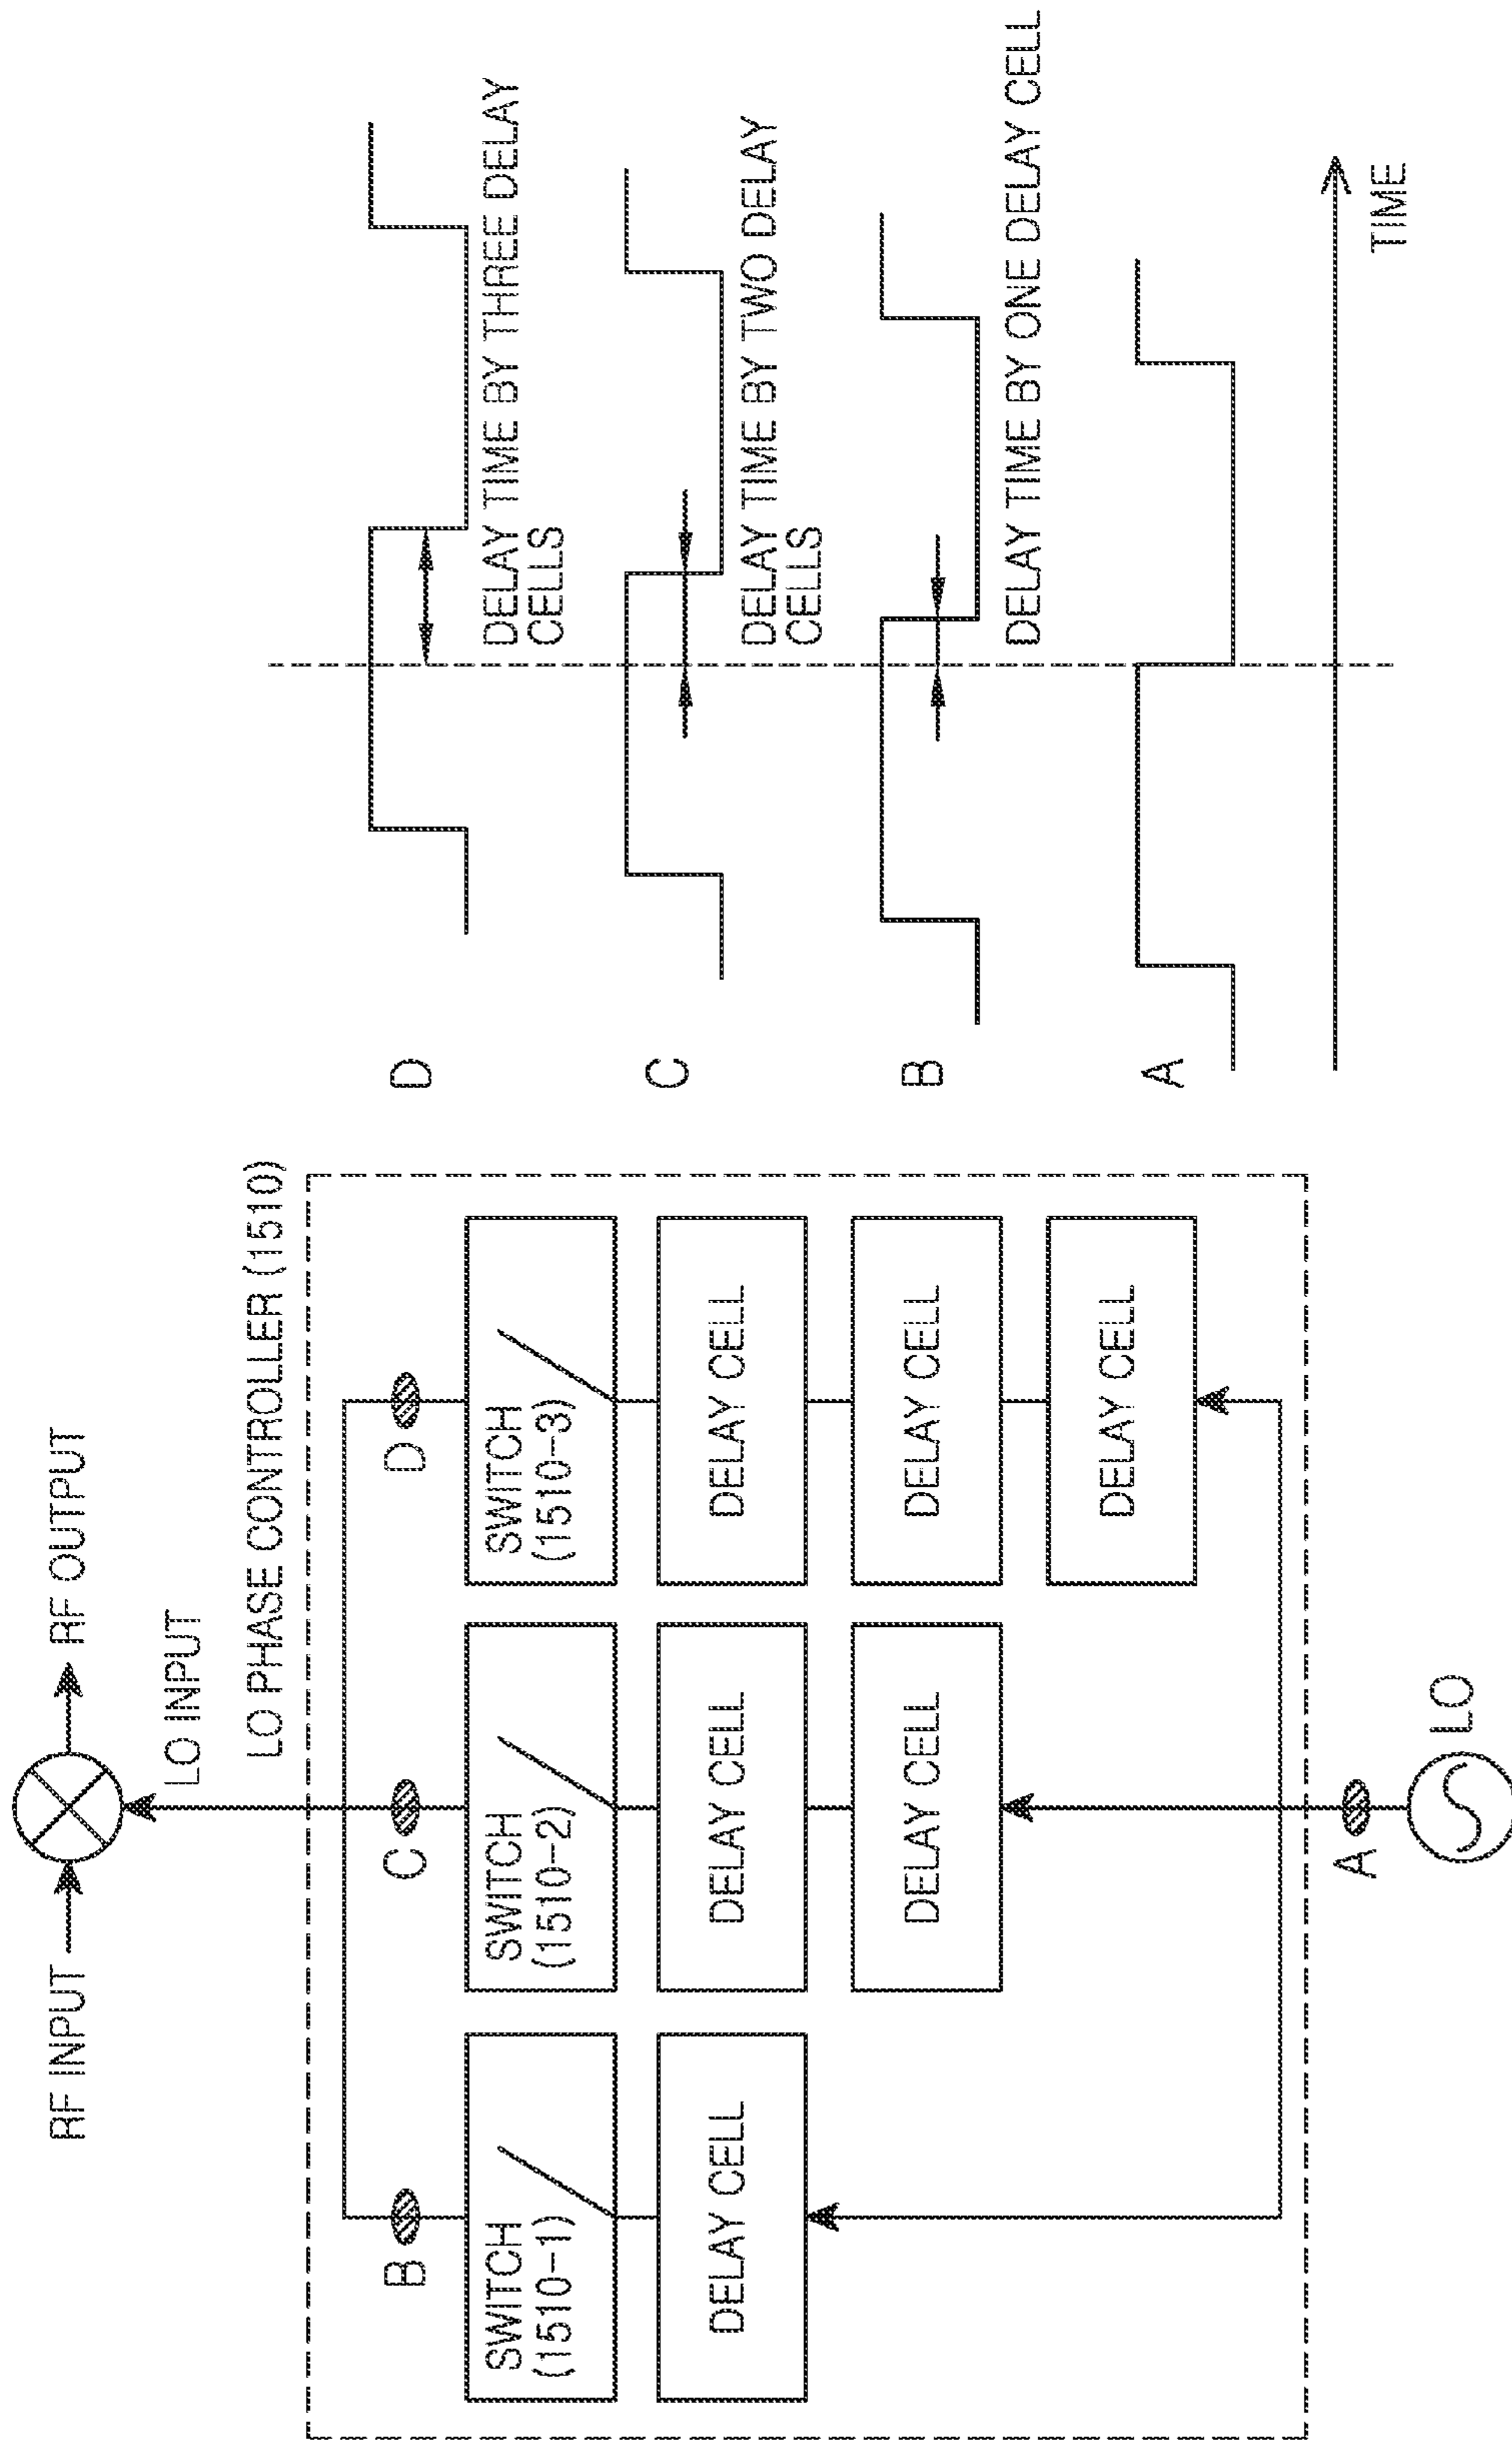 RF INPUT
RF OUTPUT
LO INPUT
LO PHASE CONTROLLER (1510)
B
C
D
SWITCH
(1510-1)
SWITCH
(1510-2)
SWITCH
(1510-3)
DELAY CELL
DELAY CELL
DELAY CELL
DELAY CELL
DELAY CELL
DELAY CELL
A
LO
D
DELAY TIME BY THREE DELAY
CELLS
C
DELAY TIME BY TWO DELAY
CELLS
B
DELAY TIME BY ONE DELAY CELL
A
TIME